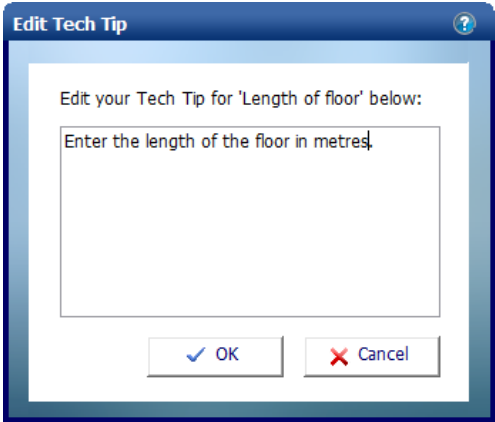 Edit Tech Tip
?
Edit your Tech Tip for 'Length of floor' below:
Enter the length of the floor in metres.
OK
Cancel